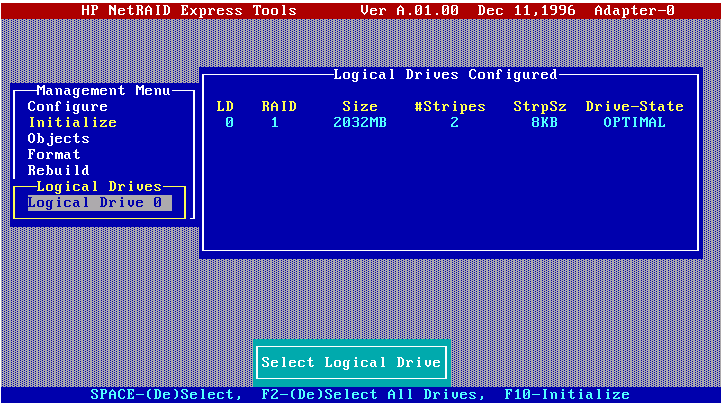 HP NetRAID Express Tools Ver A.01.00 Dec 11,1996 Adapter-0
Management Menu
Configure
Initialize
Objects
Format
Rebuild
Logical Drives
Logical Drive 0
Logical Drives Configured
LD RAID Size #Stripes StrpSz Drive-State
0 1 2032MB 2 8KB OPTIMAL
Select Logical Drive
SPACE-(De)Select, F2-(De)Select All Drives, F10-Initialize